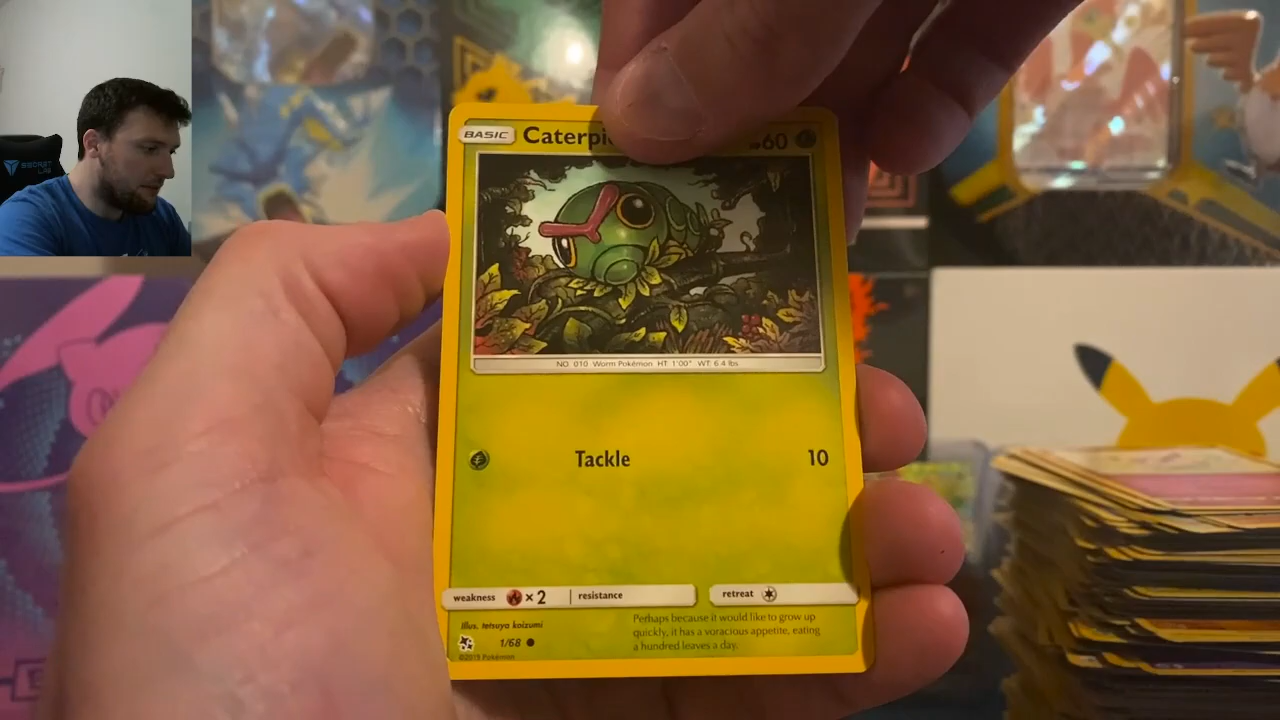 BASIC Caterpi 60
NO. 010 Worm Pokémon HT: 1'00" WT: 6.4 lbs
Tackle 10
weakness × 2 resistance retreat
Illus. tetsuya koizumi
1/68
©2019 Pokémon
Perhaps because it would like to grow up
quickly, it has a voracious appetite, eating
a hundred leaves a day.